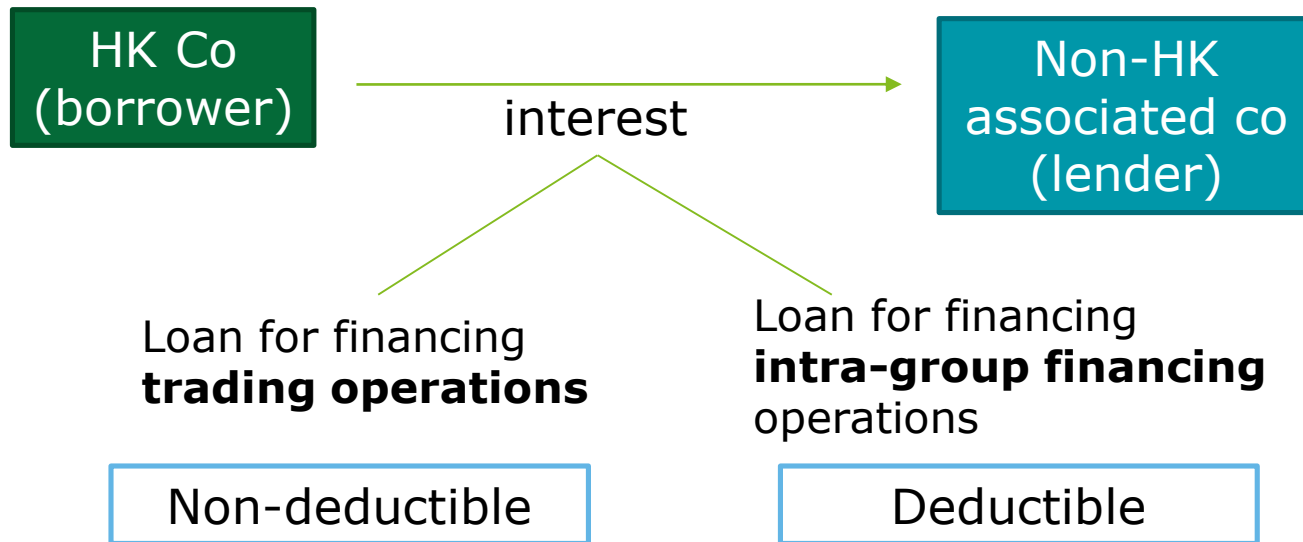 HK Co
(borrower)
interest
Non-HK
associated co
(lender)
Loan for financing
trading operations
Loan for financing
intra-group financing
operations
Non-deductible
Deductible